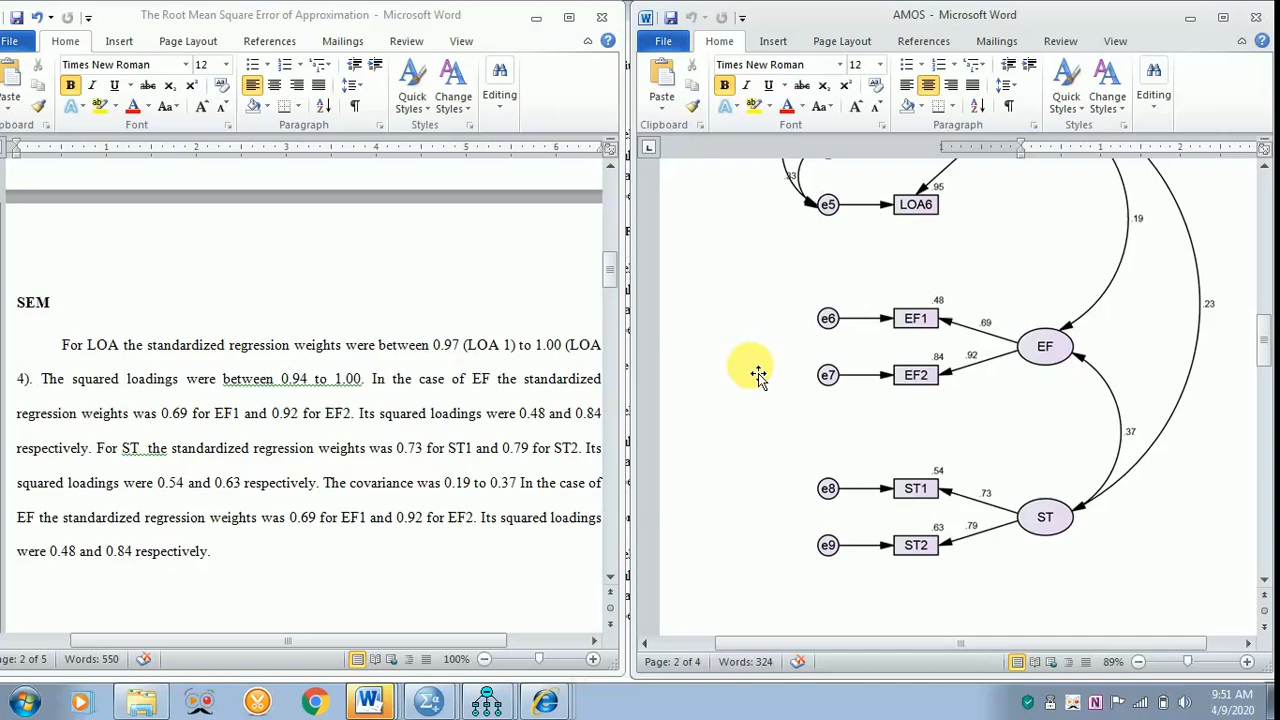 The Root Mean Square Error of Approximation - Microsoft Word
File Home Insert Page Layout References Mailings Review View
Times New Roman 12
Paste
Quick Styles
Change Styles
Editing
Clipboard Font Paragraph Styles
1 2 3 4 5 6
SEM
For LOA the standardized regression weights were between 0.97 (LOA 1) to 1.00 (LOA
4). The squared loadings were between 0.94 to 1.00. In the case of EF the standardized
regression weights was 0.69 for EF1 and 0.92 for EF2. Its squared loadings were 0.48 and 0.84
respectively. For ST the standardized regression weights was 0.73 for ST1 and 0.79 for ST2. Its
squared loadings were 0.54 and 0.63 respectively. The covariance was 0.19 to 0.37 In the case of
EF the standardized regression weights was 0.69 for EF1 and 0.92 for EF2. Its squared loadings
were 0.48 and 0.84 respectively.
Page: 2 of 5 Words: 550 100%
AMOS - Microsoft Word
File Home Insert Page Layout References Mailings Review View
Times New Roman 12
Paste
Quick Styles
Change Styles
Editing
Clipboard Font Paragraph Styles
1 1 2
.33 .95
e5 LOA6
.19
.23
.48
e6 EF1 .69
EF
.84
e7 EF2 .92
.37
.54
e8 ST1 .73
ST
.63
e9 ST2 .79
Page: 2 of 4 Words: 324 89%
9:51 AM
4/9/2020